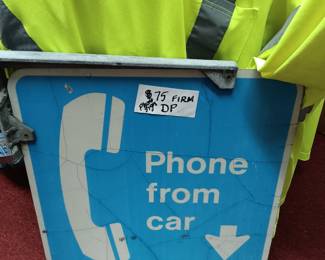 $75 FIRM
DP
Phone
from
car